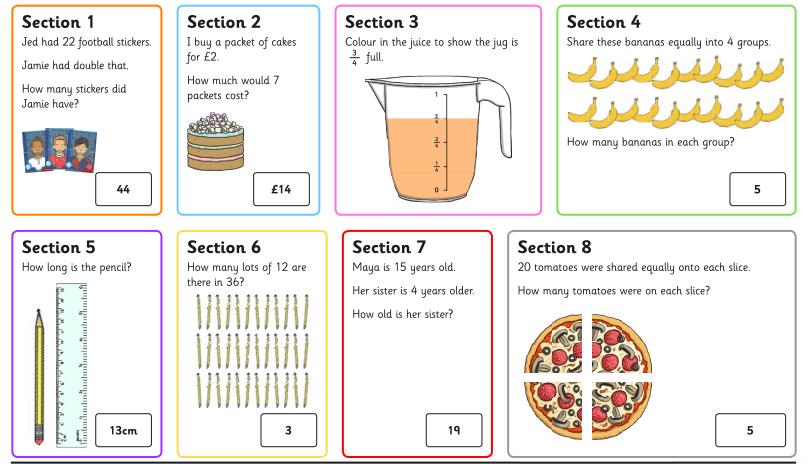 Section 1
Jed had 22 football stickers.
Jamie had double that.
How many stickers did
Jamie have?
44
Section 2
I buy a packet of cakes
for £2.
How much would 7
packets cost?
£14
Section 3
Colour in the juice to show the jug is
3/4 full.
1
3/4
2/4
1/4
0
Section 4
Share these bananas equally into 4 groups.
How many bananas in each group?
5
Section 5
How long is the pencil?
13cm
Section 6
How many lots of 12 are
there in 36?
3
Section 7
Maya is 15 years old.
Her sister is 4 years older.
How old is her sister?
19
Section 8
20 tomatoes were shared equally onto each slice.
How many tomatoes were on each slice?
5